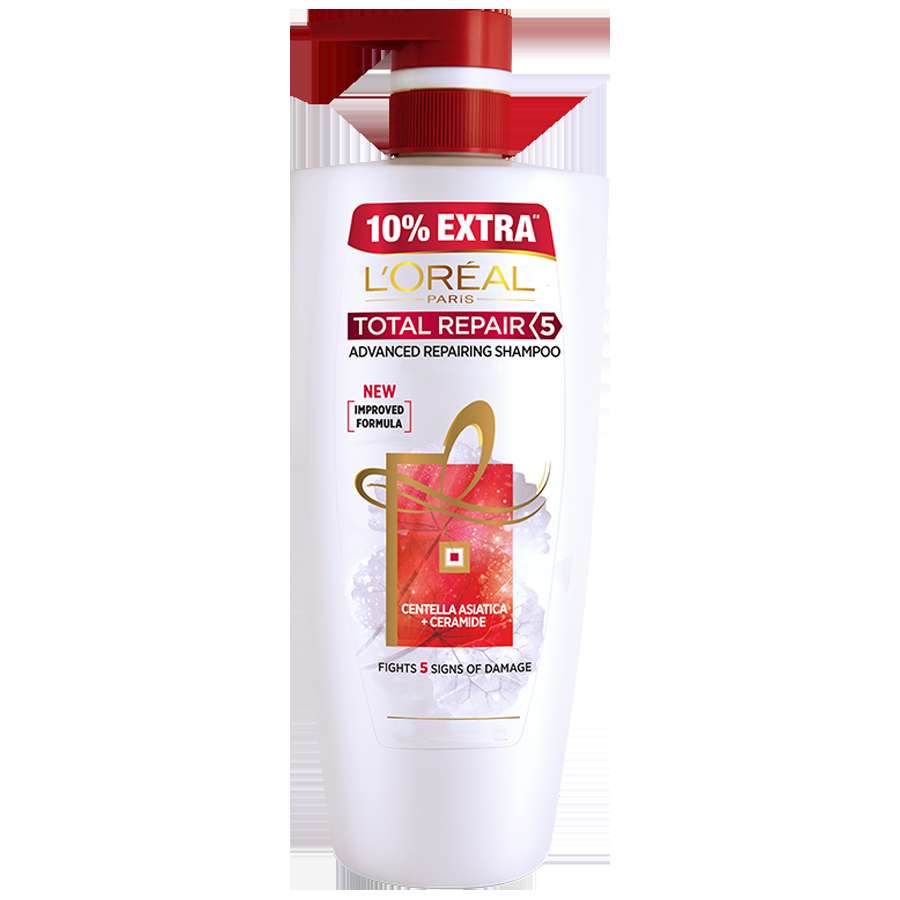 10% EXTRA**
L'ORÉAL
PARIS
TOTAL REPAIR 5
ADVANCED REPAIRING SHAMPOO
NEW
IMPROVED
FORMULA
CENTELLA ASIATICA
+ CERAMIDE
FIGHTS 5 SIGNS OF DAMAGE